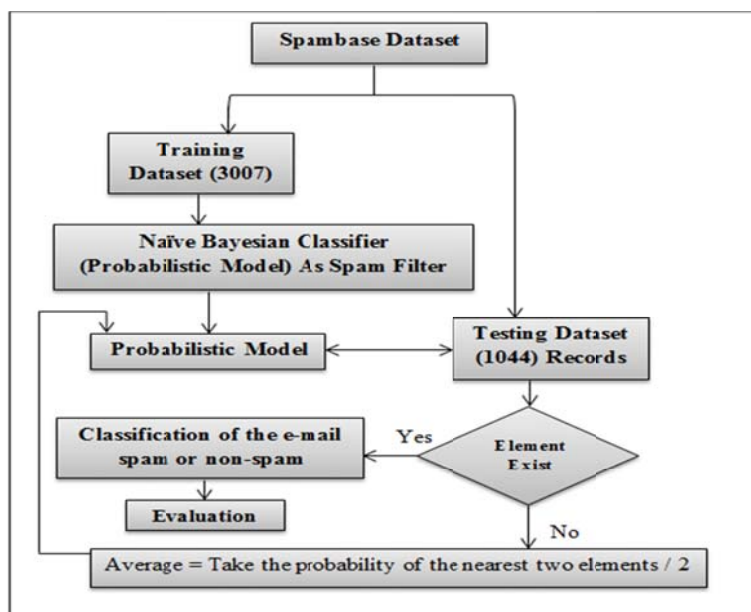 Spambase Dataset
Training
Dataset (3007)
Naïve Bayesian Classifier
(Probabilistic Model) As Spam Filter
Probabilistic Model
Testing Dataset
(1044) Records
Classification of the e-mail
spam or non-spam
Yes
Element
Exist
Evaluation
No
Average = Take the probability of the nearest two elements / 2